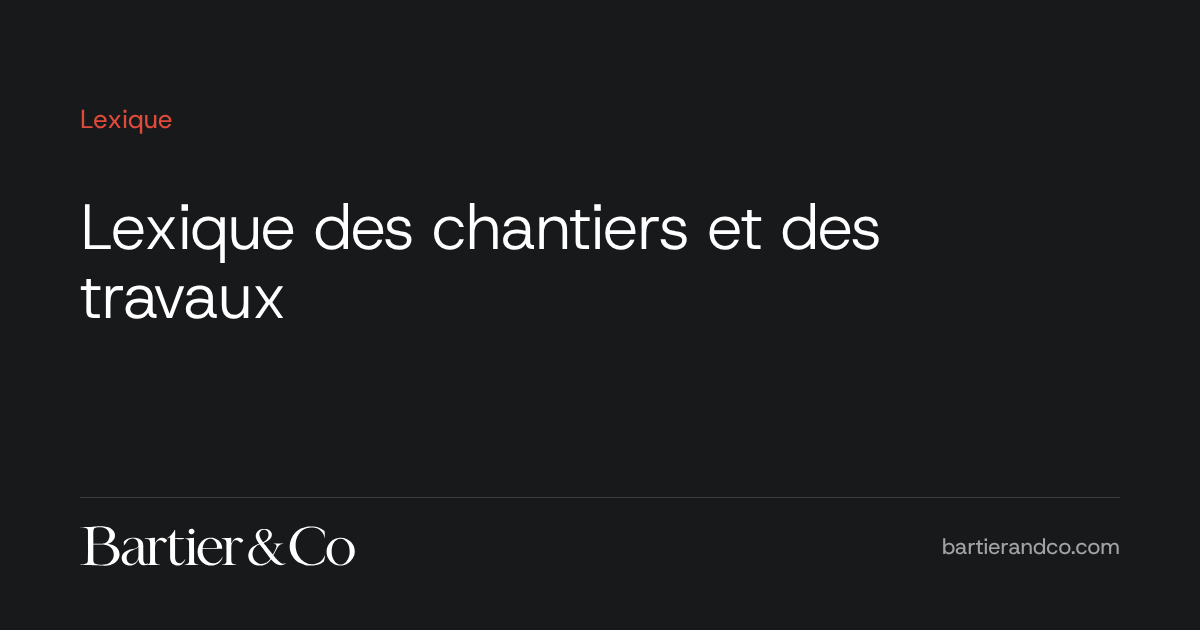 Lexique
Lexique des chantiers et des
travaux
Bartier & Co
bartierandco.com